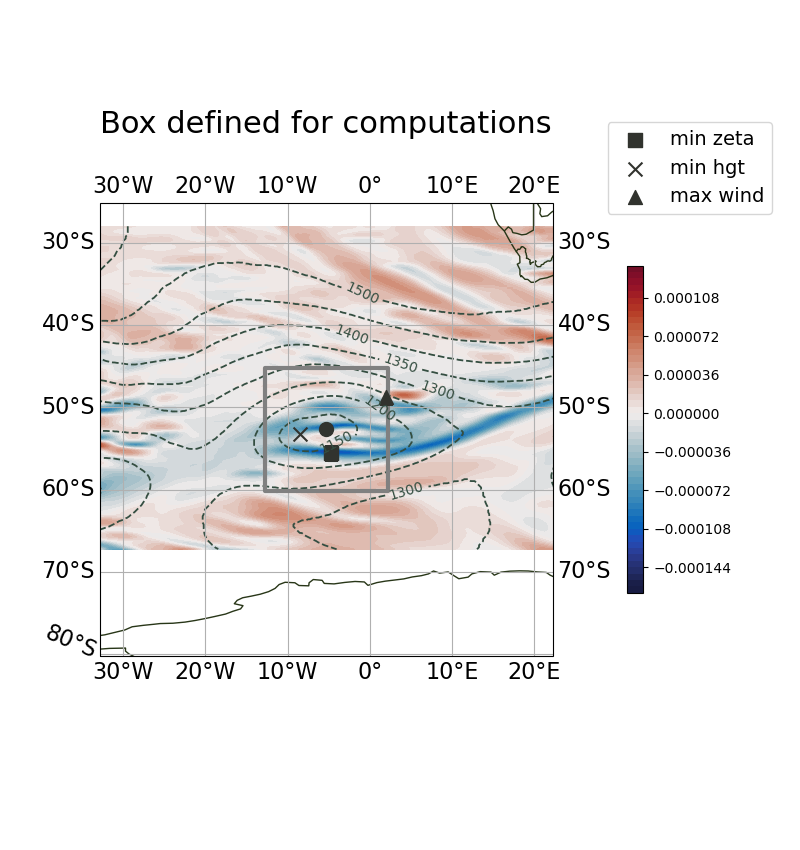 Box defined for computations
min zeta
min hgt
max wind
30°W 20°W 10°W 0° 10°E 20°E
30°S 30°S
40°S 40°S
50°S 50°S
60°S 60°S
70°S 70°S
80°S
30°W 20°W 10°W 0° 10°E 20°E
1500
1400
1350
1300
1200
1150
1300
0.000108
0.000072
0.000036
0.000000
−0.000036
−0.000072
−0.000108
−0.000144